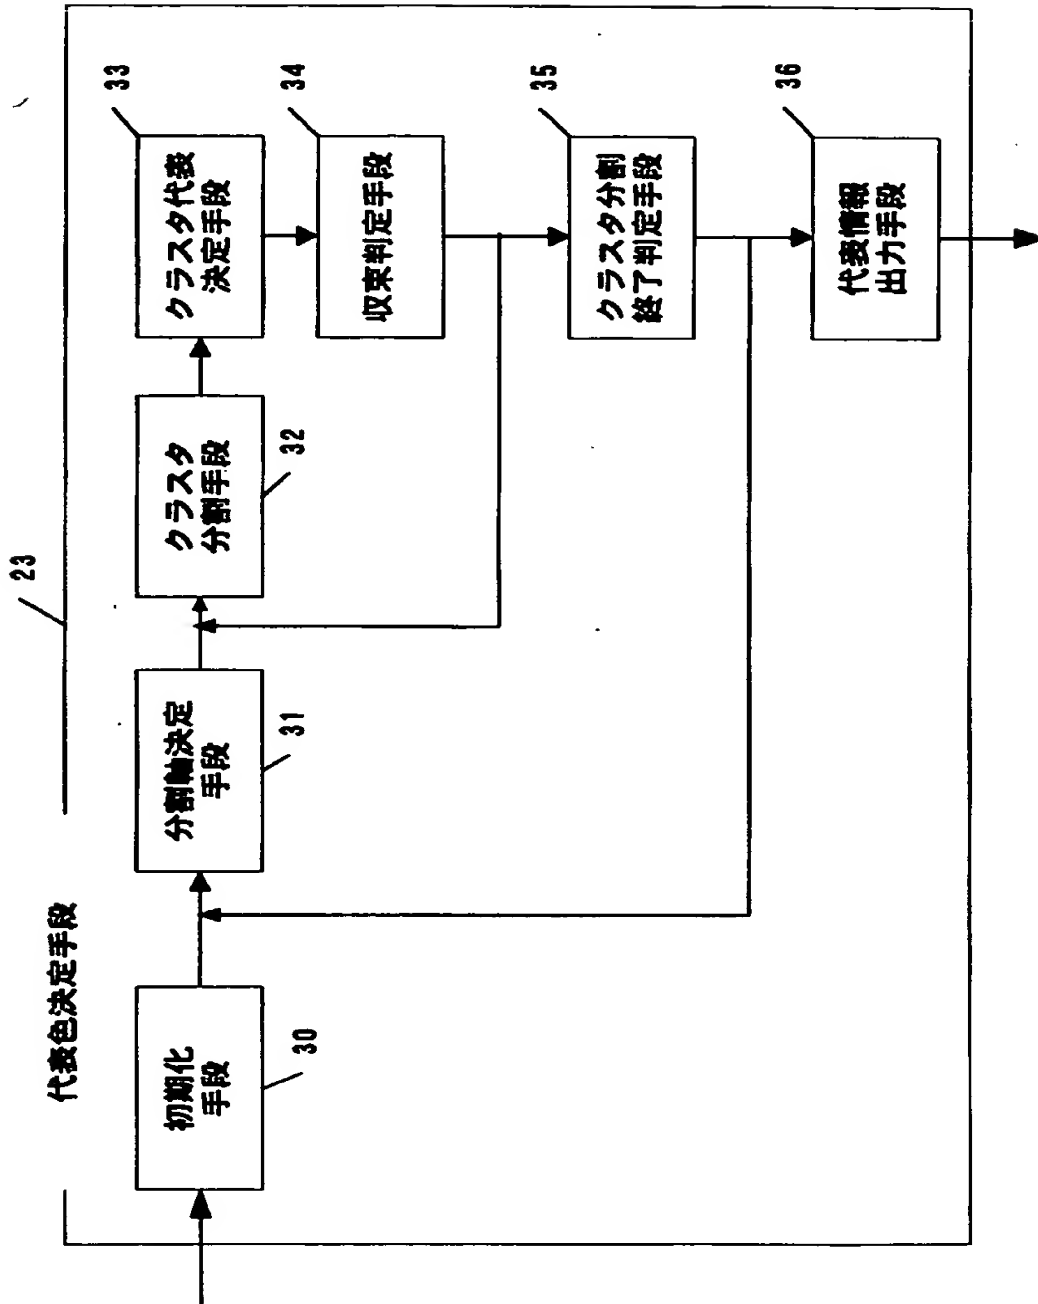 23
代表色決定手段
初期化
手段
30
分割軸決定
手段
31
クラスタ
分割手段
32
クラスタ代表
決定手段
33
収束判定手段
34
クラスタ分割
終了判定手段
35
代表情報
出力手段
36